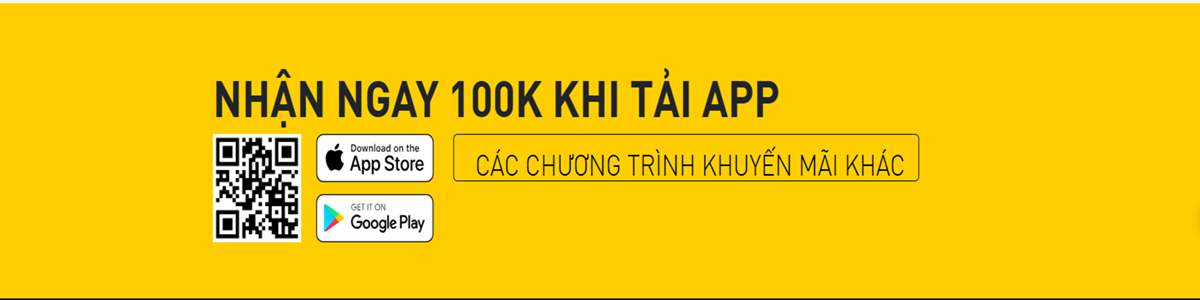 NHẬN NGAY 100K KHI TẢI APP
Download on the
App Store
CÁC CHƯƠNG TRÌNH KHUYẾN MÃI KHÁC
GET IT ON
Google Play